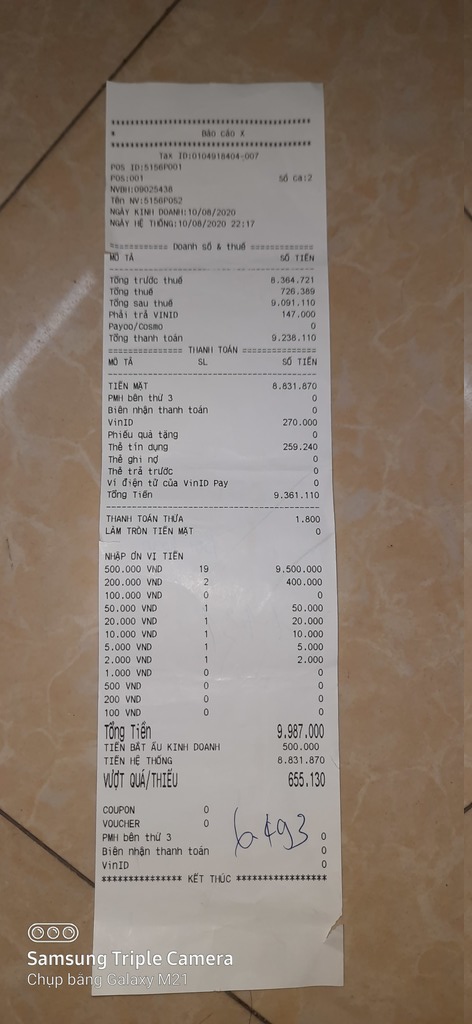 ****************************************
* Báo cáo X
****************************************
Tax ID:0104918404-007
POS ID:5156P001
POS:001 Số ca:2
NVBH:09025438
Tên NV:5156POS2
NGÀY KINH DOANH:10/08/2020
NGÀY HỆ THỐNG:10/08/2020 22:17
============ Doanh số & thuế =============
MÔ TẢ SỐ TIỀN
Tổng trước thuế 8.364.721
Tổng thuế 726.389
Tổng sau thuế 9.091.110
Phải trả VINID 147.000
Payoo/Cosmo 0
Tổng thanh toán 9.238.110
=============== THANH TOÁN ===============
MÔ TẢ SL SỐ TIỀN
TIỀN MẶT 8.831.870
PMH bên thứ 3 0
Biên nhận thanh toán 0
VinID 270.000
Phiếu quà tặng 0
Thẻ tín dụng 259.240
Thẻ ghi nợ 0
Thẻ trả trước 0
Ví điện tử của VinID Pay 0
Tổng Tiền 9.361.110
THANH TOÁN THỪA 1.800
LÀM TRÒN TIỀN MẶT 0
NHẬP ƠN VỊ TIỀN
500.000 VND 19 9.500.000
200.000 VND 2 400.000
100.000 VND 0 0
50.000 VND 1 50.000
20.000 VND 1 20.000
10.000 VND 1 10.000
5.000 VND 1 5.000
2.000 VND 1 2.000
1.000 VND 0 0
500 VND 0 0
200 VND 0 0
100 VND 0 0
Tổng Tiền 9.987.000
TIỀN BẮT ẦU KINH DOANH 500.000
TIỀN HỆ THỐNG 8.831.870
VƯỢT QUÁ/THIẾU 655.130
COUPON 0
VOUCHER 0
PMH bên thứ 3 0
Biên nhận thanh toán 0
VinID 0
**************** KẾT THÚC ******************
Samsung Triple Camera
Chụp bằng Galaxy M21